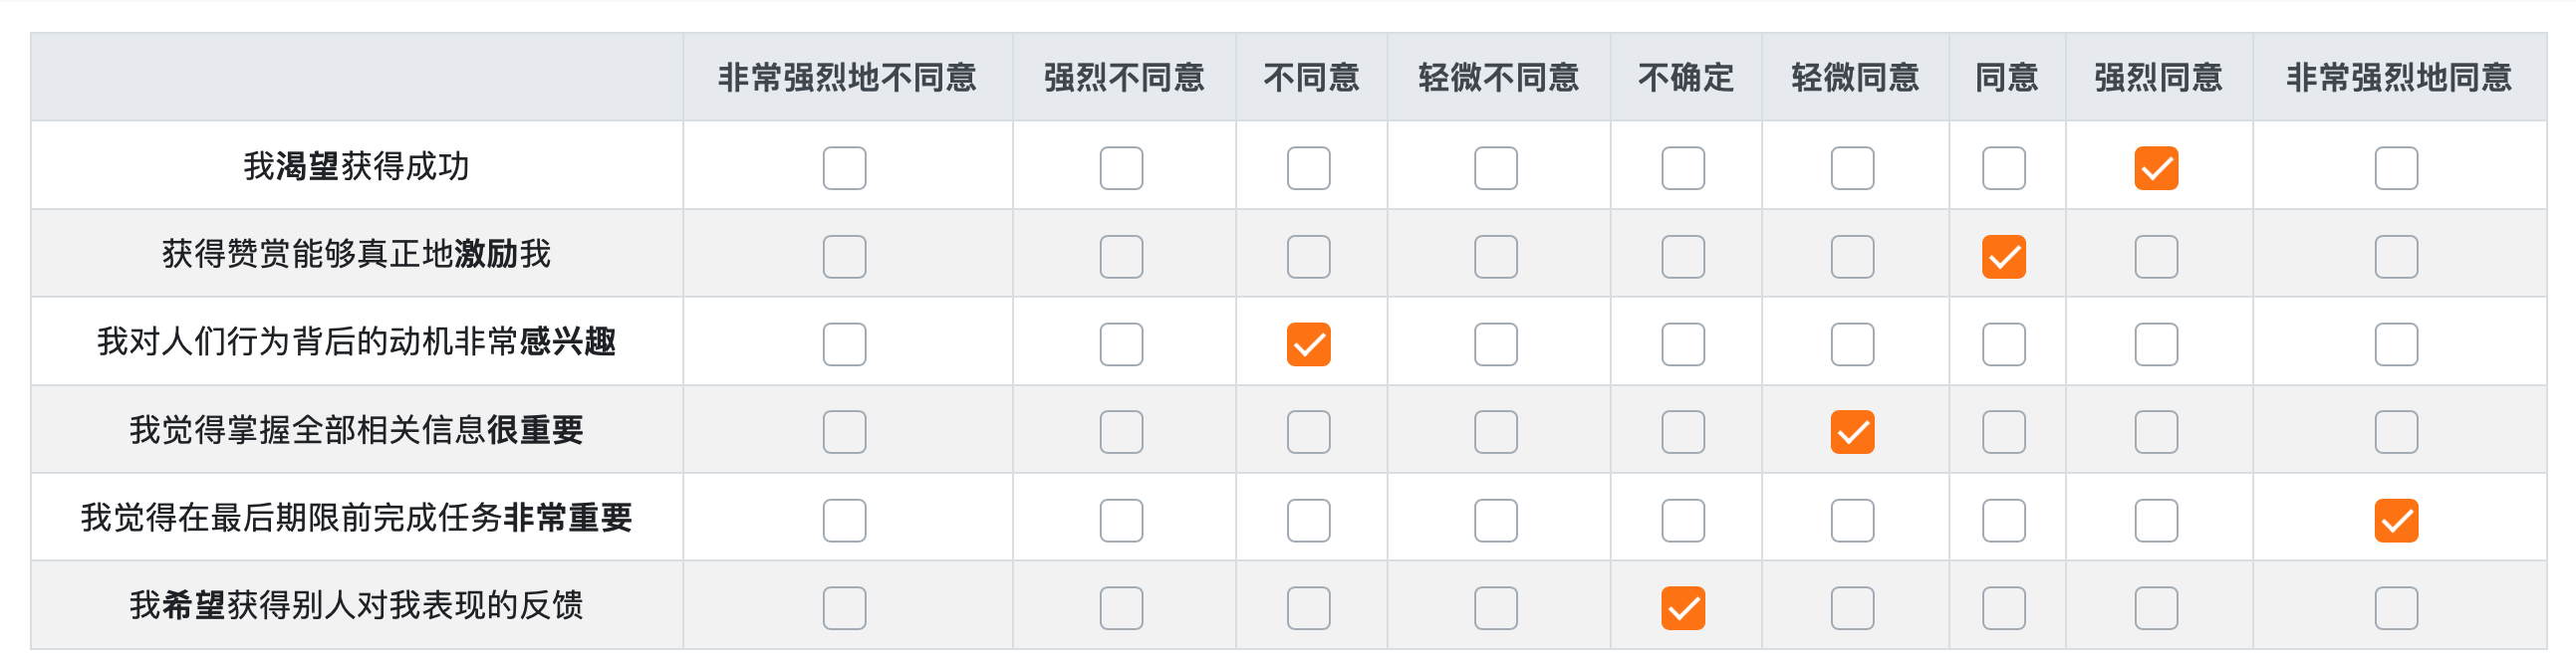 非常强烈地不同意 强烈不同意 不同意 轻微不同意 不确定 轻微同意 同意 强烈同意 非常强烈地同意
我渴望获得成功
获得赞赏能够真正地激励我
我对人们行为背后的动机非常感兴趣
我觉得掌握全部相关信息很重要
我觉得在最后期限前完成任务非常重要
我希望获得别人对我表现的反馈